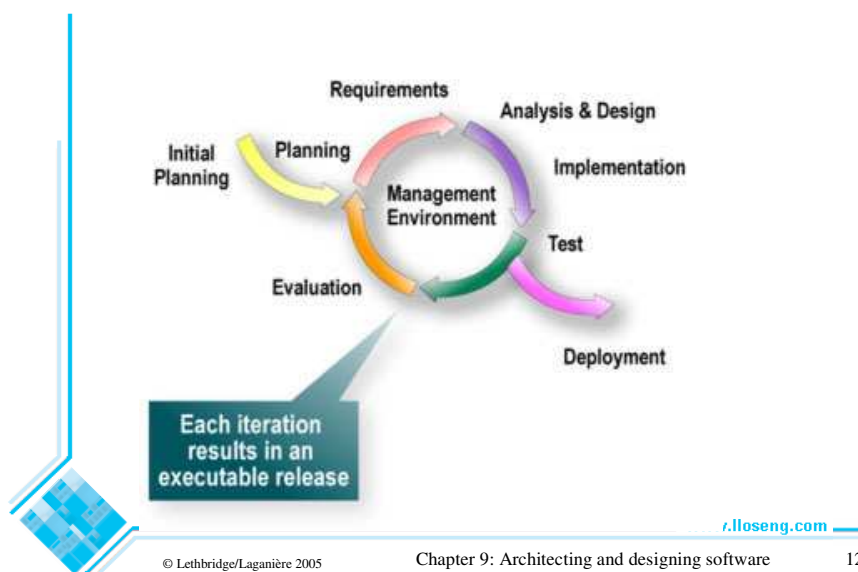 Requirements
Analysis & Design
Initial
Planning
Planning
Implementation
Management
Environment
Test
Evaluation
Deployment
Each iteration
results in an
executable release
.lloseng.com
© Lethbridge/Laganière 2005
Chapter 9: Architecting and designing software
12